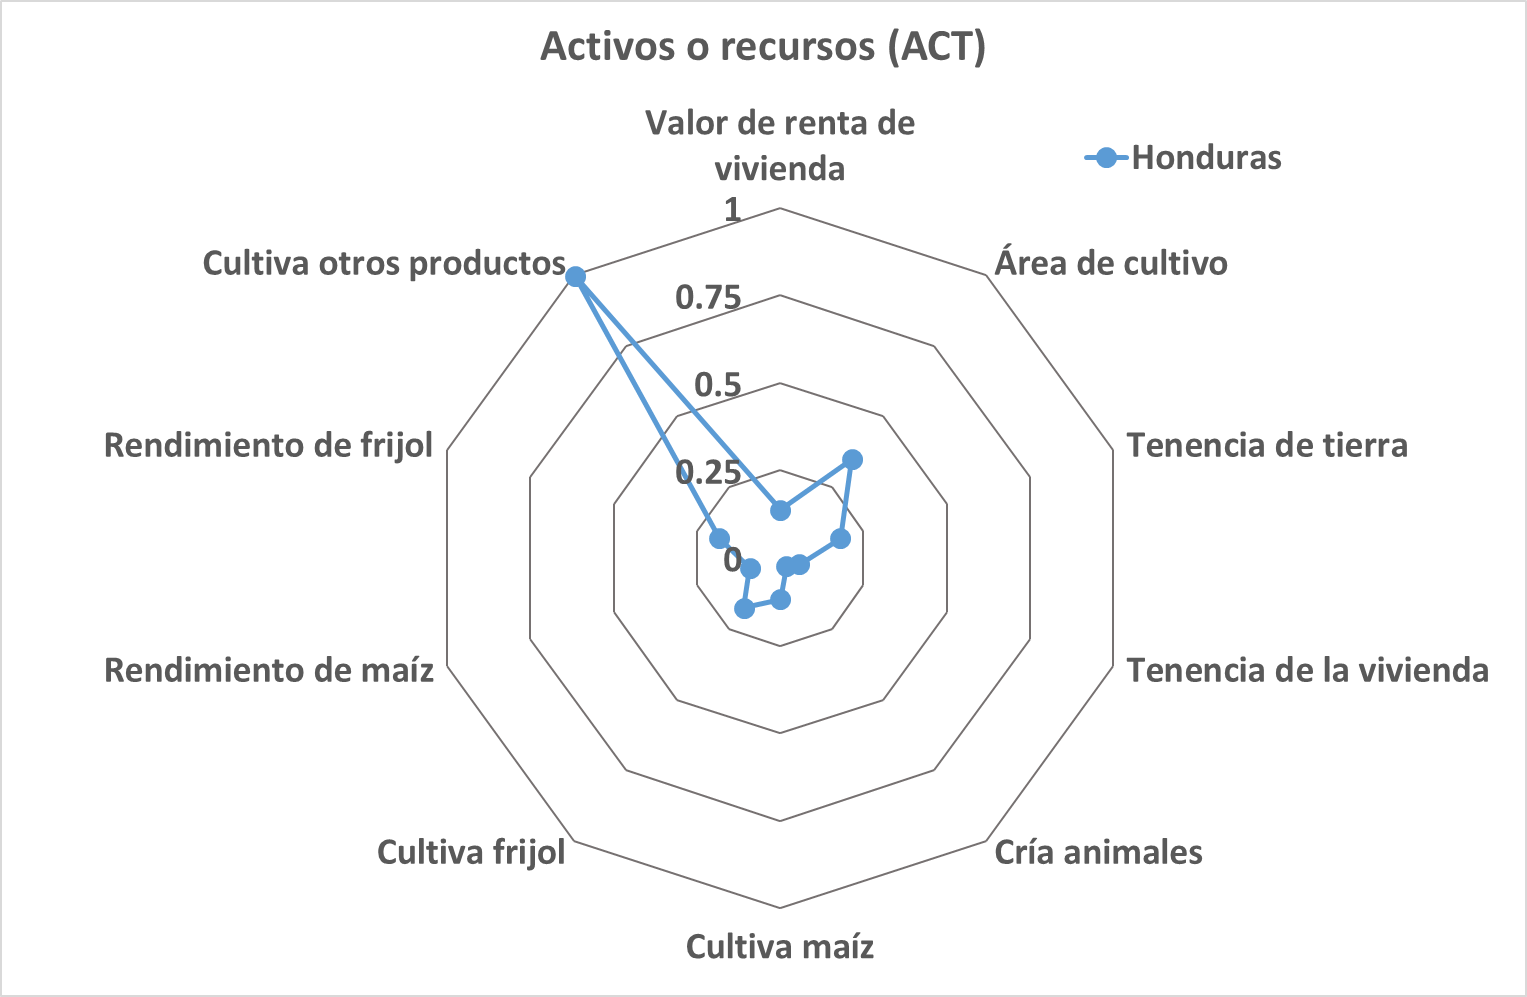 Activos o recursos (ACT)
Valor de renta de
vivienda
Honduras
1
Cultiva otros productos
Área de cultivo
0.75
0.5
Rendimiento de frijol
Tenencia de tierra
0.25
0
Rendimiento de maíz
Tenencia de la vivienda
Cultiva frijol
Cría animales
Cultiva maíz